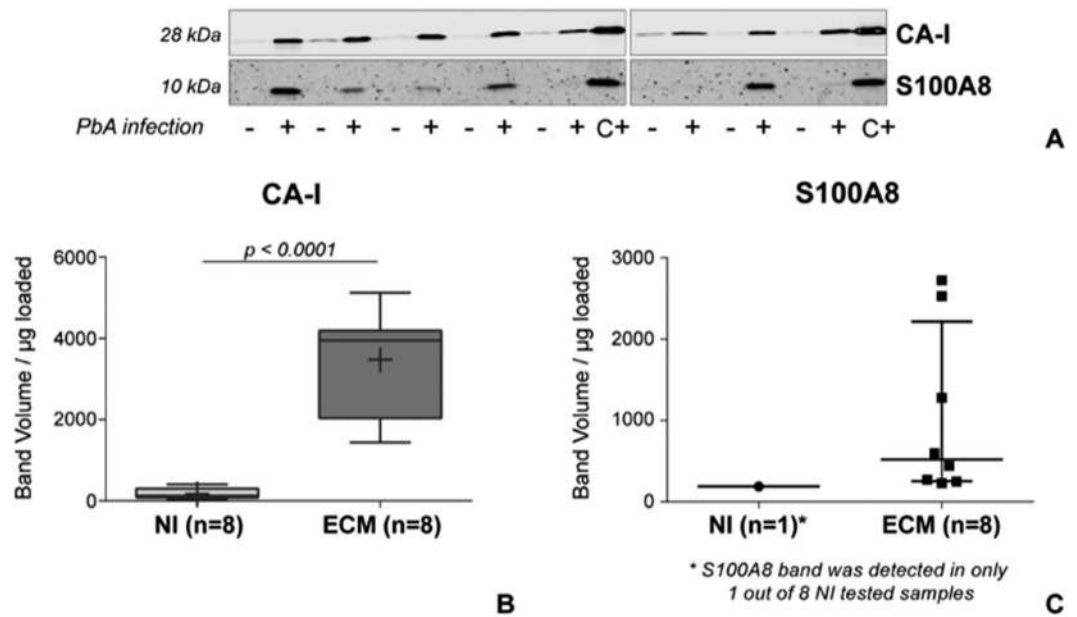 28 kDa CA-I
10 kDa S100A8
PbA infection - + - + - + - + - + C+ - + - + - + C+
A
CA-I
p < 0.0001
Band Volume / µg loaded
6000
4000
2000
0
NI (n=8) ECM (n=8)
B
S100A8
Band Volume / µg loaded
3000
2000
1000
0
NI (n=1)* ECM (n=8)
* S100A8 band was detected in only
1 out of 8 NI tested samples
C